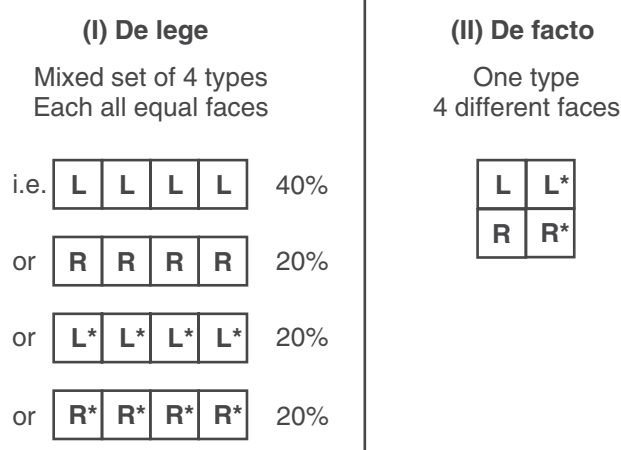 (I) De lege
Mixed set of 4 types
Each all equal faces
i.e. L L L L 40%
or R R R R 20%
or L* L* L* L* 20%
or R* R* R* R* 20%
(II) De facto
One type
4 different faces
L L*
R R*